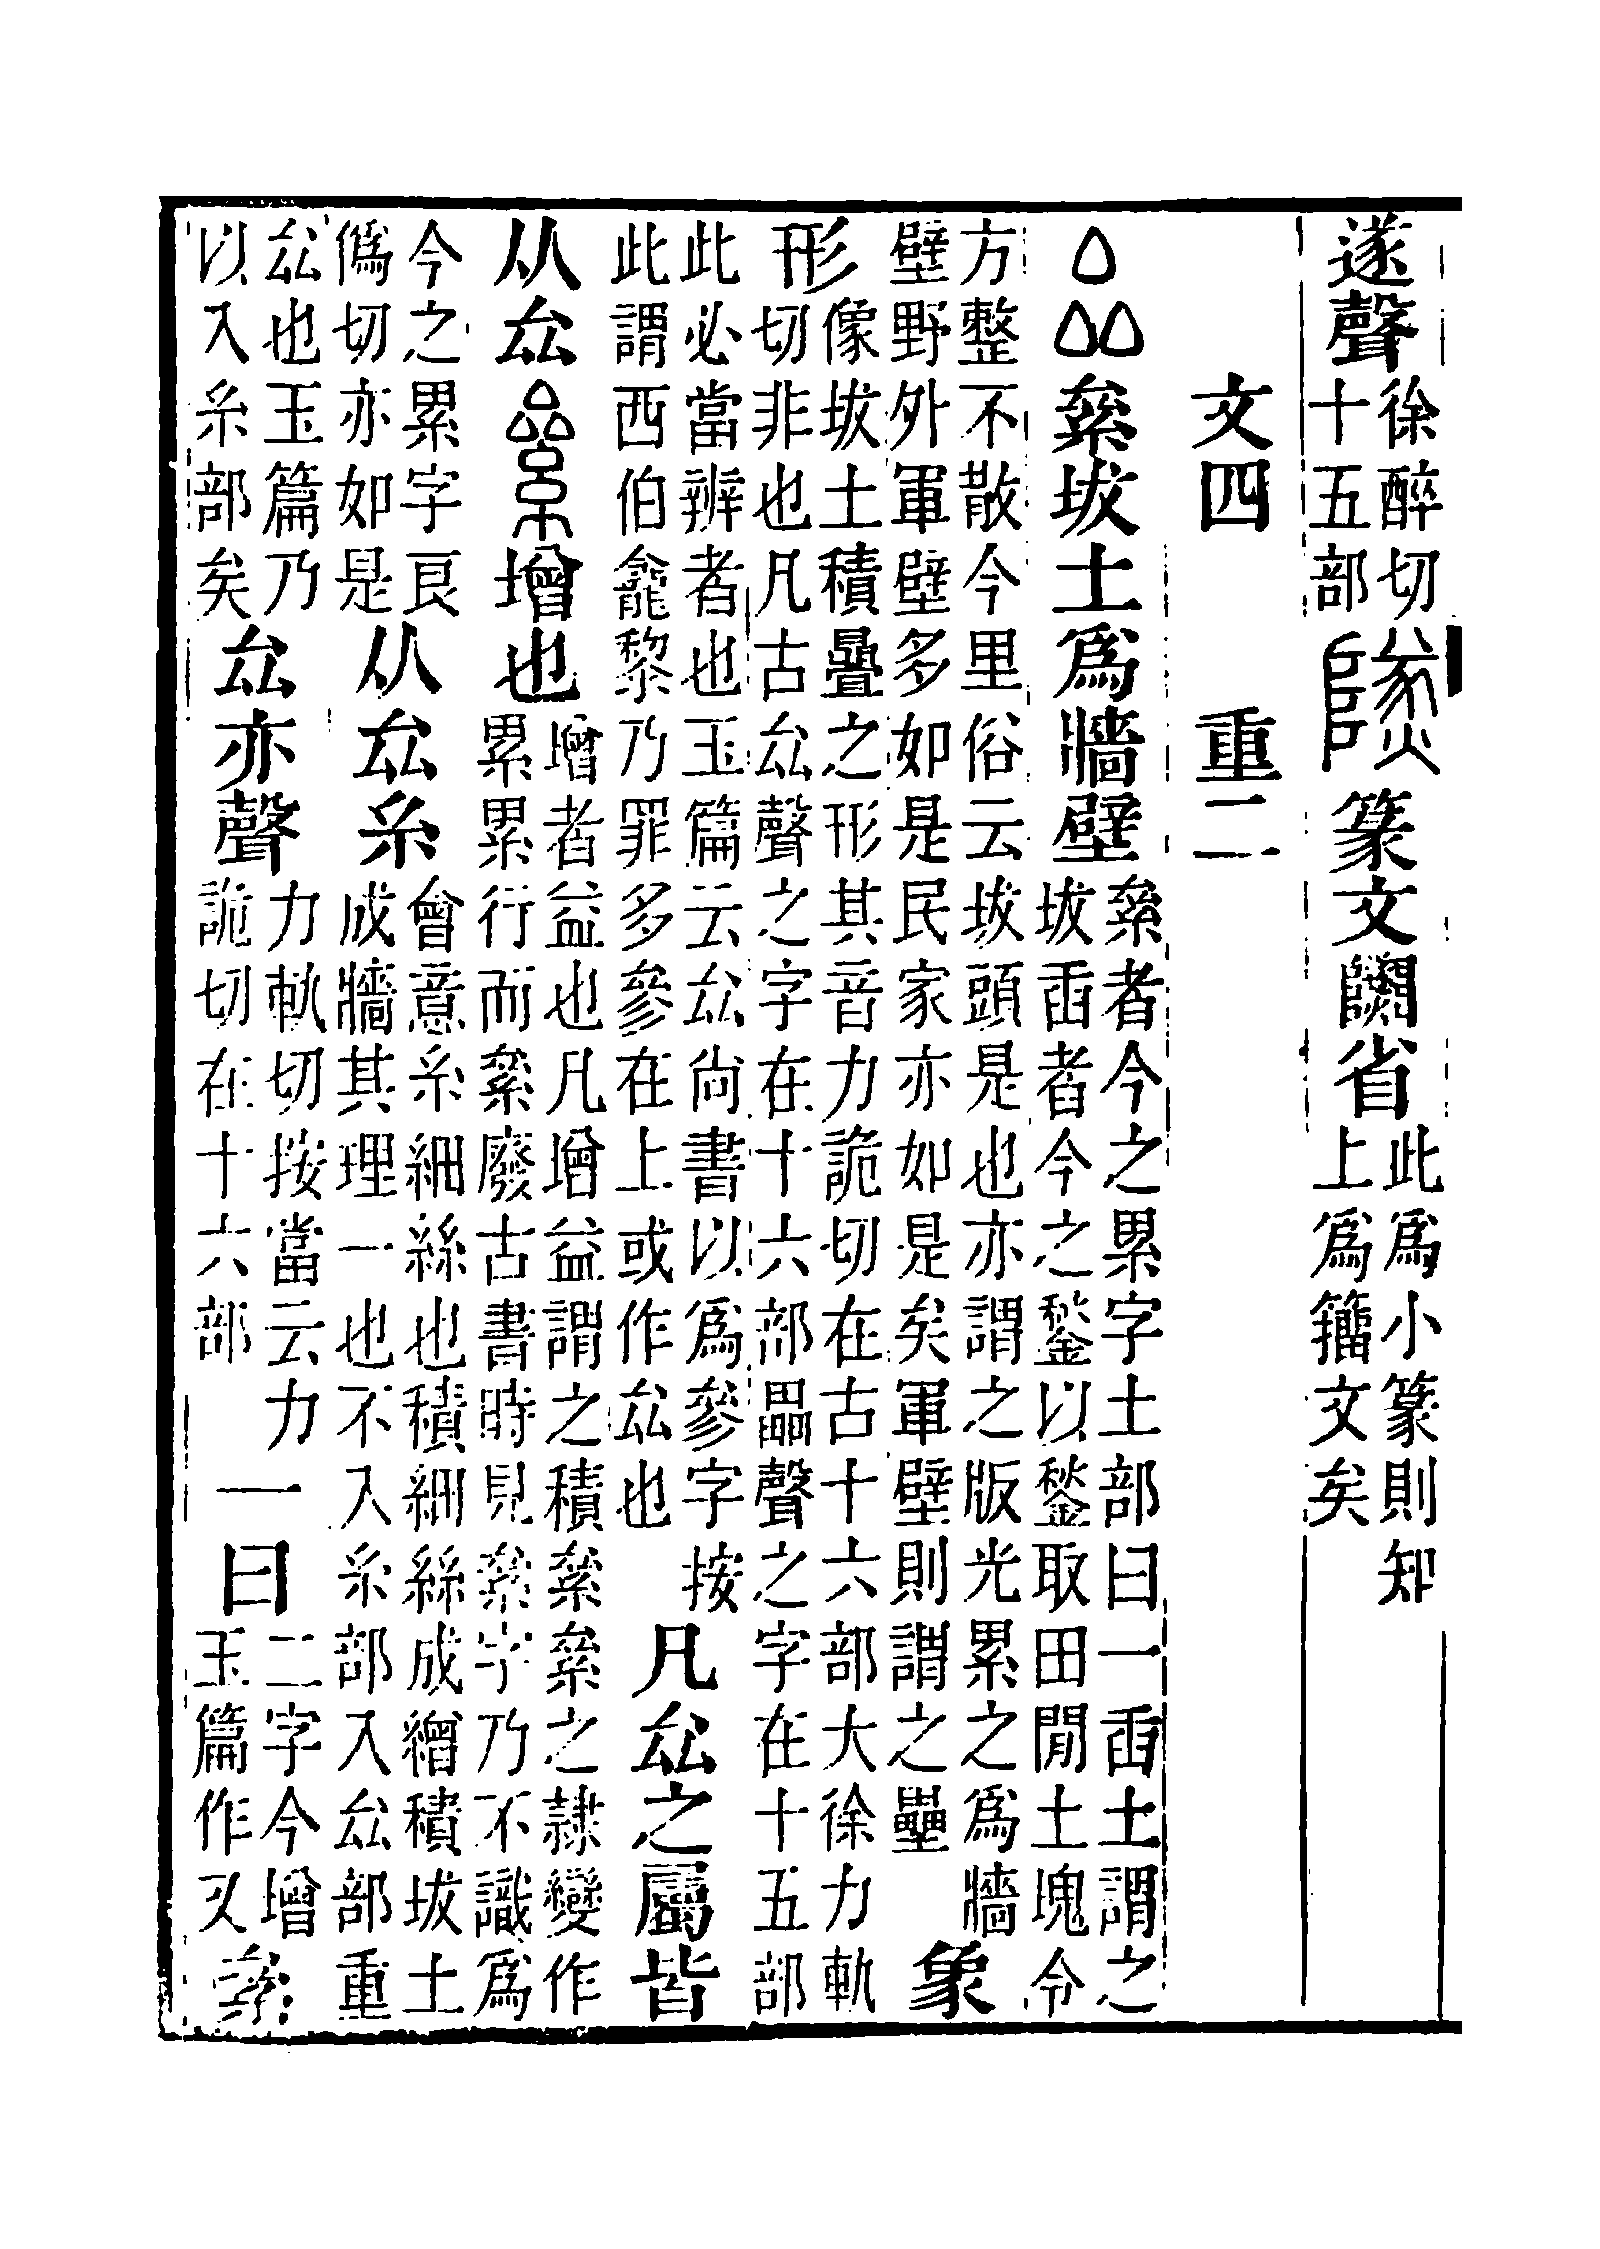 遂聲徐醉切十五部𨽵篆文𨽵省此爲小篆則知上爲籒文矣
文四　重二
厽絫坺土爲牆壁絫者今之累字土部曰一臿土謂之坺臿者今之鍫以鍫取田閒土塊令
方整不散今里俗云坺頭是也亦謂之版光累之爲牆壁野外軍壁多如是民家亦如是矣軍壁則謂之壘象
形像坺土積疊之形其音力詭切在古十六部大徐力軌切非也凡古厽聲之字在十六部畾聲之字在十五部
此必當辨者也玉篇云厽尚書以爲參字按此謂西伯龕黎乃罪多參在上或作厽也凡厽之屬皆
从厽絫增也增者益也凡增益謂之積絫絫之隸變作累累行而絫廢古書時見絫字乃不識爲
今之累字良僞切亦如是从厽糸會意糸細絲也積細絲成繒積坺土成牆其理一也不入糸部入厽部重
厽也玉篇乃以入糸部矣厽亦聲力軌切按當云力詭切在十六部一曰二字今增玉篇作又絫